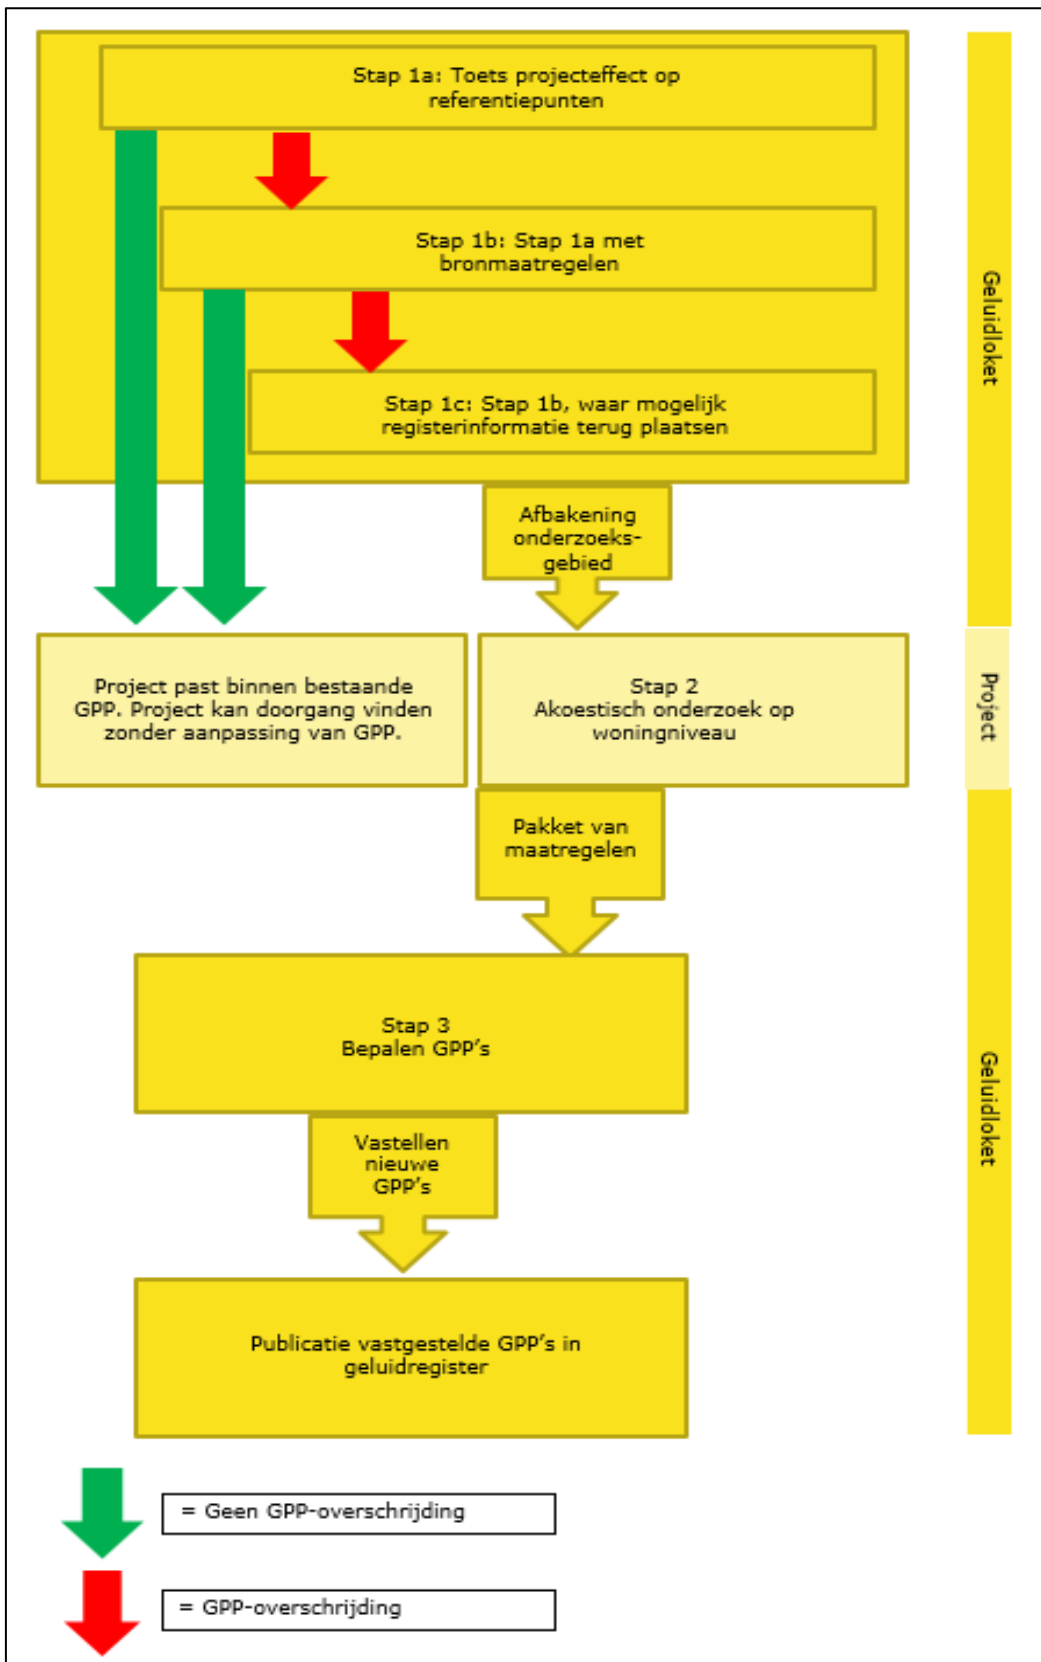 Stap 1a: Toets projecteffect op
referentiepunten
Stap 1b: Stap 1a met
bronmaatregelen
Stap 1c: Stap 1b, waar mogelijk
registerinformatie terug plaatsen
Geluidloket
Afbakening
onderzoeks-
gebied
Project past binnen bestaande
GPP. Project kan doorgang vinden
zonder aanpassing van GPP.
Stap 2
Akoestisch onderzoek op
woningniveau
Project
Pakket van
maatregelen
Stap 3
Bepalen GPP's
Geluidloket
Vastellen
nieuwe
GPP's
Publicatie vastgestelde GPP's in
geluidregister
= Geen GPP-overschrijding
= GPP-overschrijding